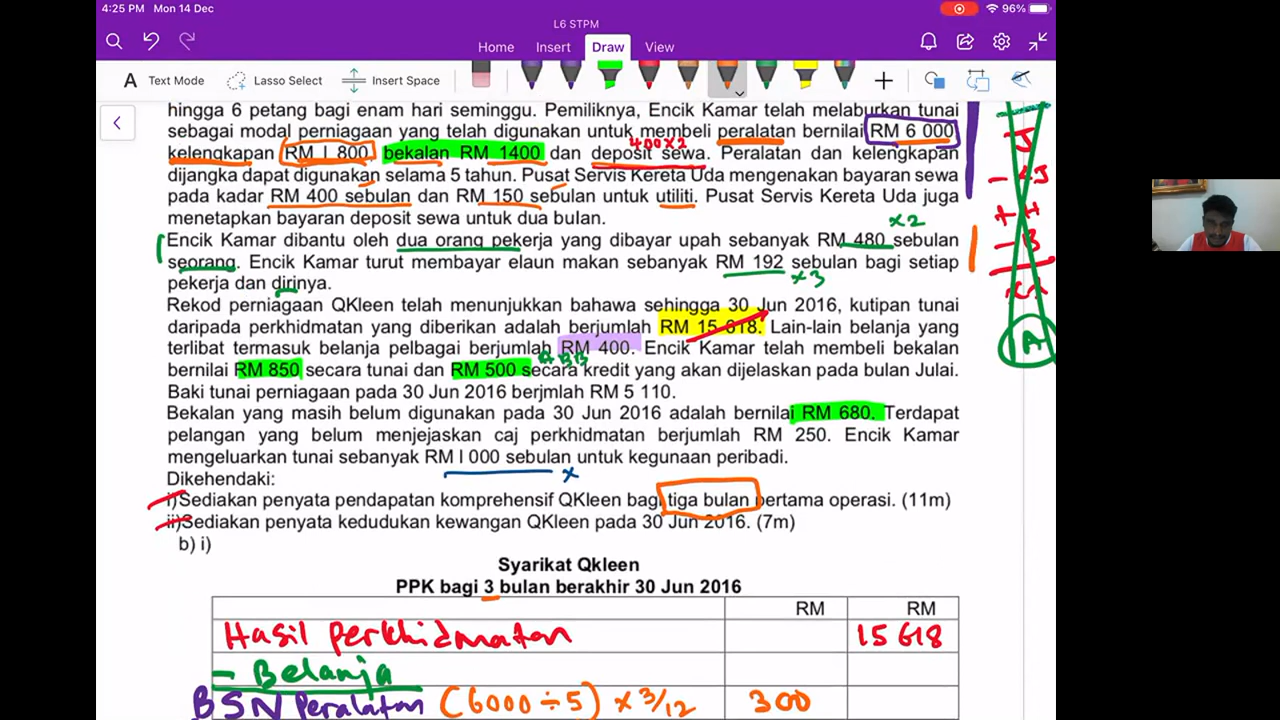 4:25 PM Mon 14 Dec
96%
L6 STPM
Home Insert Draw View
Text Mode Lasso Select Insert Space
hingga 6 petang bagi enam hari seminggu. Pemiliknya, Encik Kamar telah melaburkan tunai
sebagai modal perniagaan yang telah digunakan untuk membeli peralatan bernilai RM 6 000
400x2
kelengkapan RM I 800 bekalan RM 1400 dan deposit sewa. Peralatan dan kelengkapan
dijangka dapat digunakan selama 5 tahun. Pusat Servis Kereta Uda mengenakan bayaran sewa
pada kadar RM 400 sebulan dan RM 150 sebulan untuk utiliti. Pusat Servis Kereta Uda juga
menetapkan bayaran deposit sewa untuk dua bulan.
x2
Encik Kamar dibantu oleh dua orang pekerja yang dibayar upah sebanyak RM 480 sebulan
seorang. Encik Kamar turut membayar elaun makan sebanyak RM 192 sebulan bagi setiap
x3
pekerja dan dirinya.
Rekod perniagaan QKleen telah menunjukkan bahawa sehingga 30 Jun 2016, kutipan tunai
daripada perkhidmatan yang diberikan adalah berjumlah RM 15 618. Lain-lain belanja yang
terlibat termasuk belanja pelbagai berjumlah RM 400. Encik Kamar telah membeli bekalan
bernilai RM 850 secara tunai dan RM 500 secara kredit yang akan dijelaskan pada bulan Julai.
Baki tunai perniagaan pada 30 Jun 2016 berjmlah RM 5 110.
Bekalan yang masih belum digunakan pada 30 Jun 2016 adalah bernilai RM 680. Terdapat
pelangan yang belum menjejaskan caj perkhidmatan berjumlah RM 250. Encik Kamar
mengeluarkan tunai sebanyak RM I 000 sebulan untuk kegunaan peribadi.
x
Dikehendaki:
i)Sediakan penyata pendapatan komprehensif QKleen bagi tiga bulan pertama operasi. (11m)
ii)Sediakan penyata kedudukan kewangan QKleen pada 30 Jun 2016. (7m)
b) i)
Syarikat Qkleen
PPK bagi 3 bulan berakhir 30 Jun 2016
RM RM
Hasil perkhidmatan 15618
- Belanja
BSN Peralatan (6000 ÷ 5) x 3/12 300
+ H
- B
A